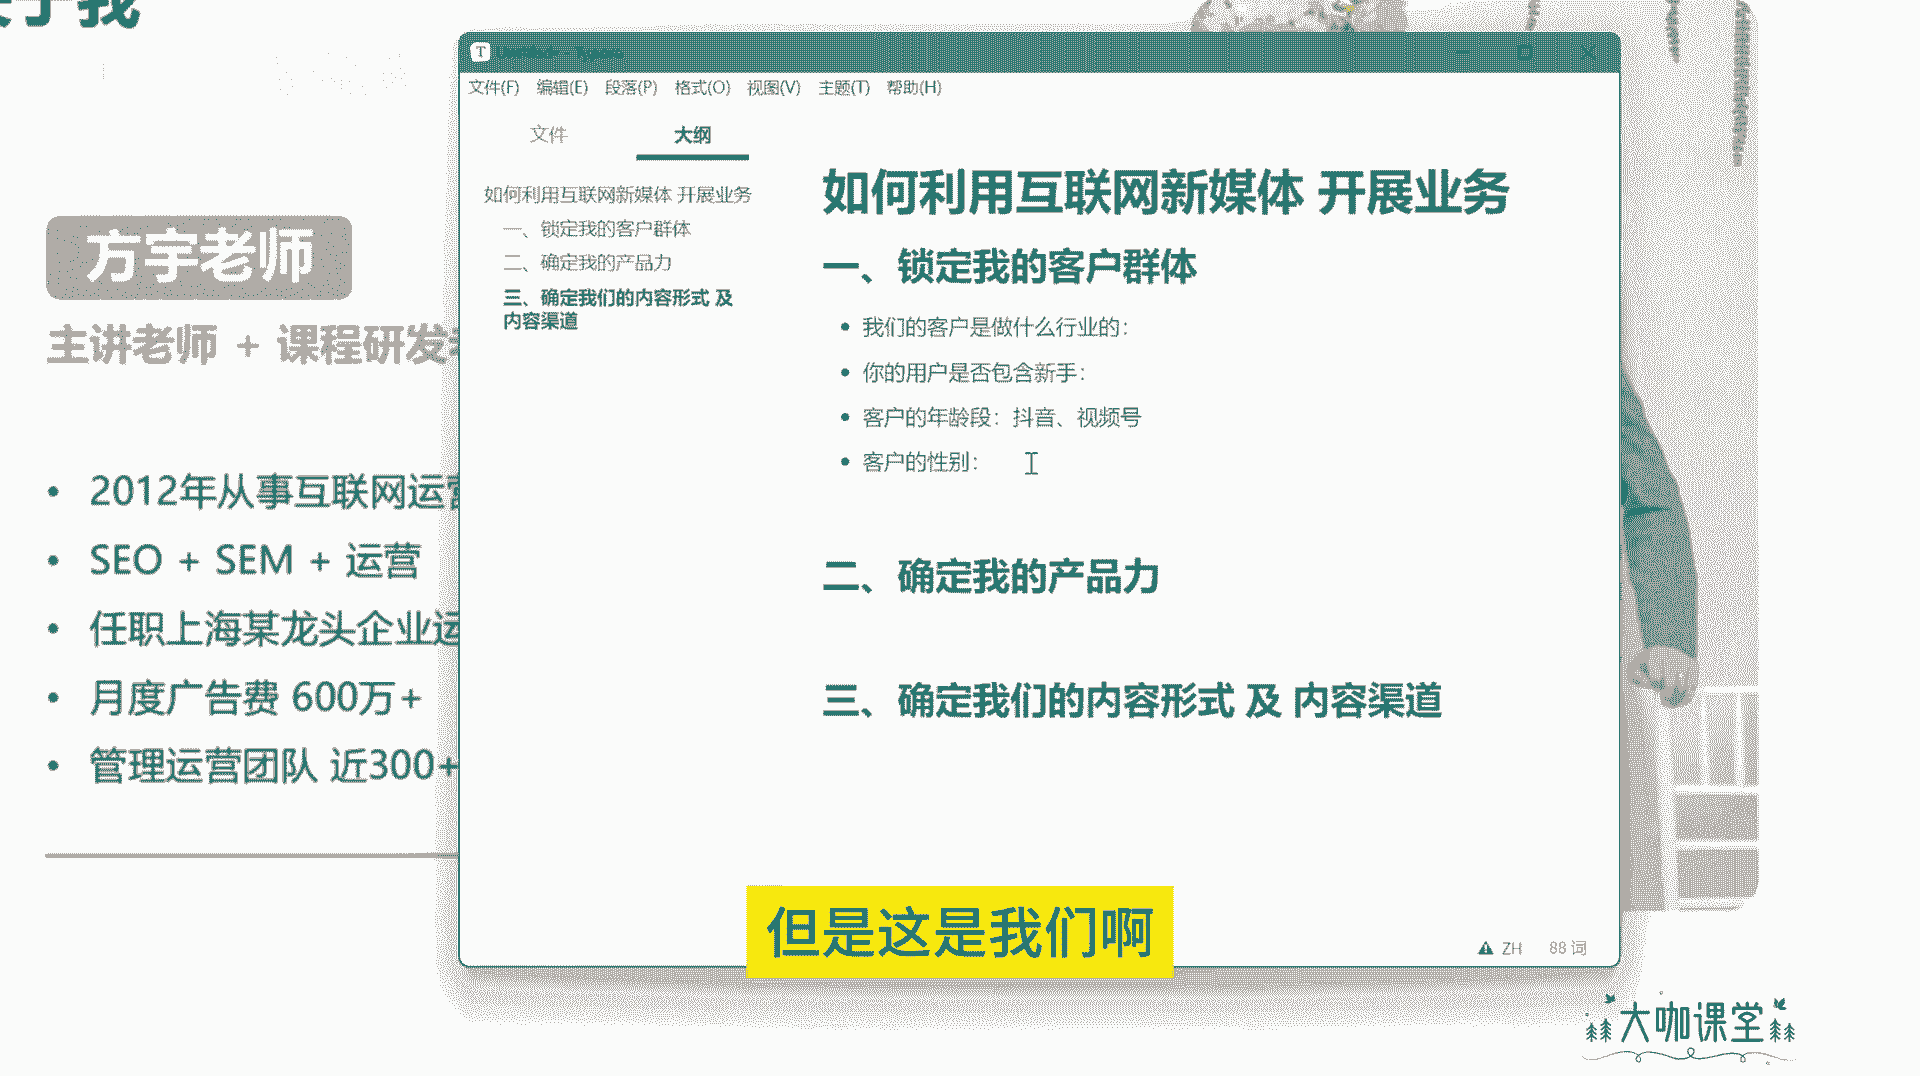 于我
方宇老师
主讲老师 + 课程研发
2012年从事互联网运营
SEO + SEM + 运营
任职上海某龙头企业运
月度广告费 600万+
管理运营团队 近300+
T
文件(F) 编辑(E) 段落(P) 格式(O) 视图(V) 主题(T) 帮助(H)
文件 大纲
如何利用互联网新媒体 开展业务
一、锁定我的客户群体
二、确定我的产品力
三、确定我们的内容形式 及
内容渠道
如何利用互联网新媒体 开展业务
一、锁定我的客户群体
我们的客户是做什么行业的：
你的用户是否包含新手：
客户的年龄段：抖音、视频号
客户的性别：
二、确定我的产品力
三、确定我们的内容形式 及 内容渠道
ZH 88 词
但是这是我们啊
大咖课堂